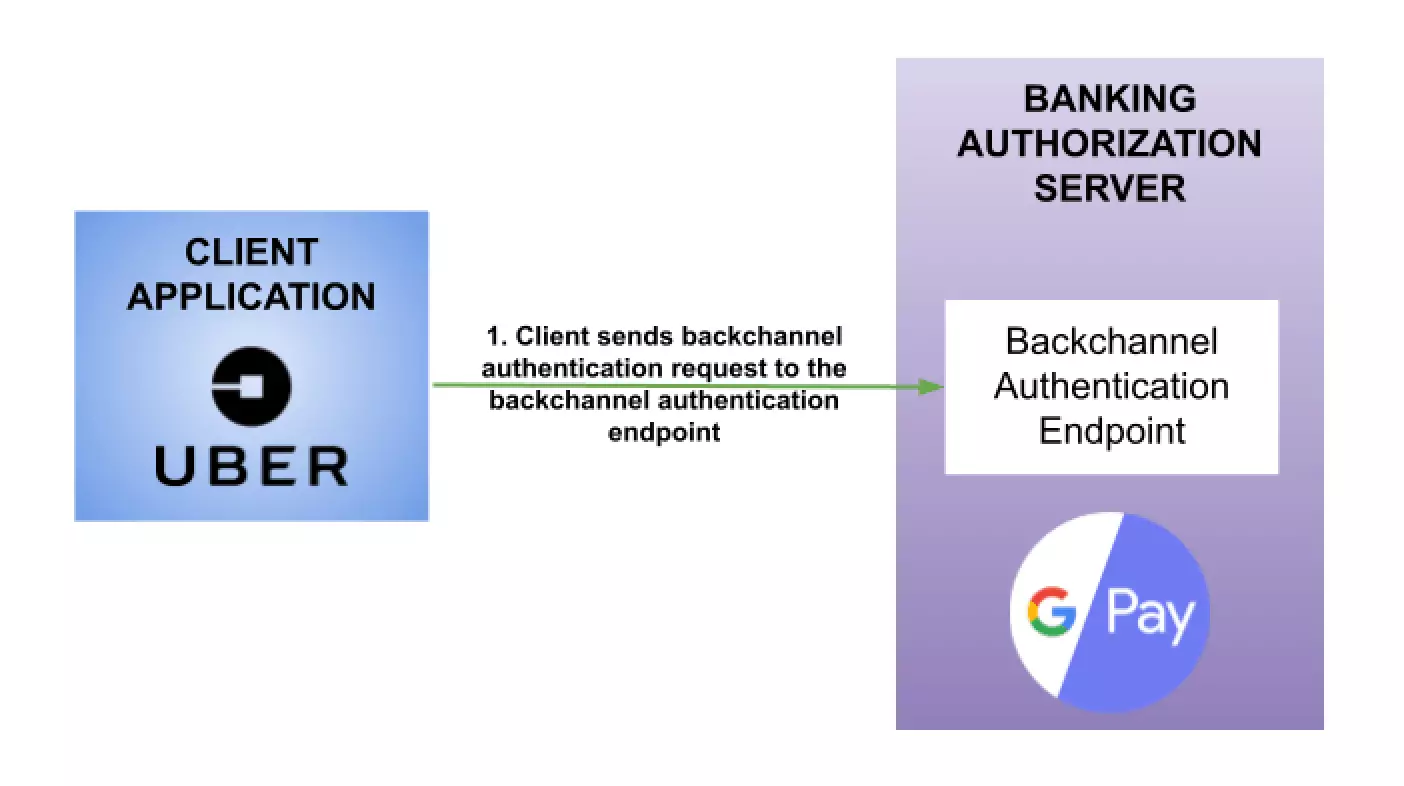 CLIENT
APPLICATION
UBER
1. Client sends backchannel
authentication request to the
backchannel authentication
endpoint
BANKING
AUTHORIZATION
SERVER
Backchannel
Authentication
Endpoint
G Pay